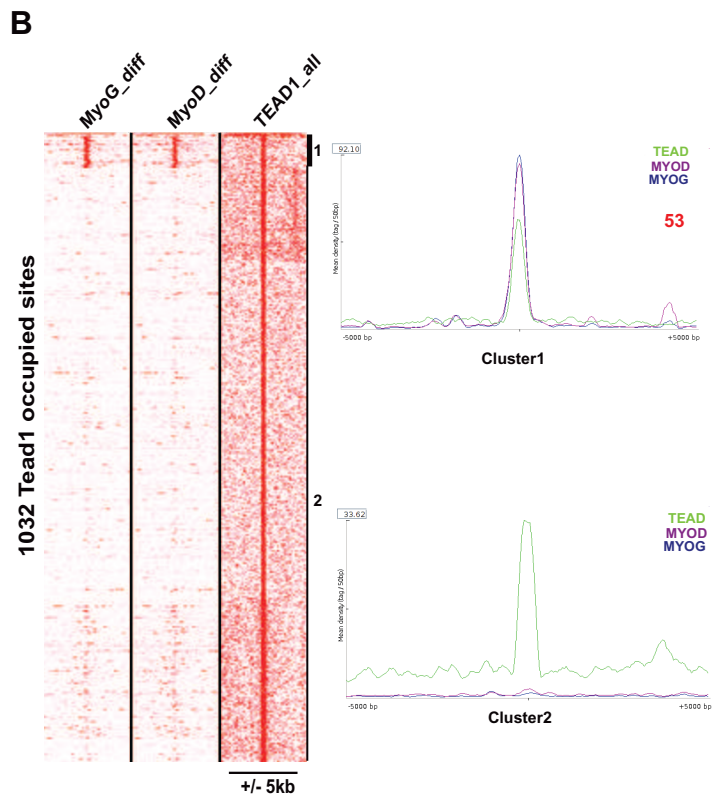 B
MyoG_diff
MyoD_diff
TEAD1_all
1032 Tead1 occupied sites
1
2
+/- 5kb
92.10
Mean density (tag / 50bp)
TEAD
MYOD
MYOG
53
-5000 bp
+5000 bp
Cluster1
33.62
Mean density (tag / 50bp)
TEAD
MYOD
MYOG
-5000 bp
+5000 bp
Cluster2